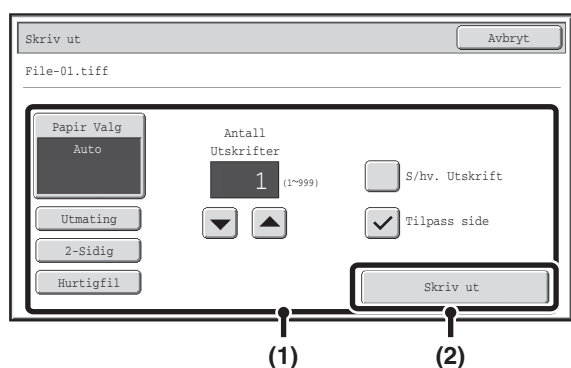 Skriv ut
Avbryt
File-01.tiff
Papir Valg
Auto
Utmating
2-Sidig
Hurtigfil
Antall
Utskrifter
1
(1~999)
S/hv. Utskrift
Tilpass side
Skriv ut
(1)
(2)